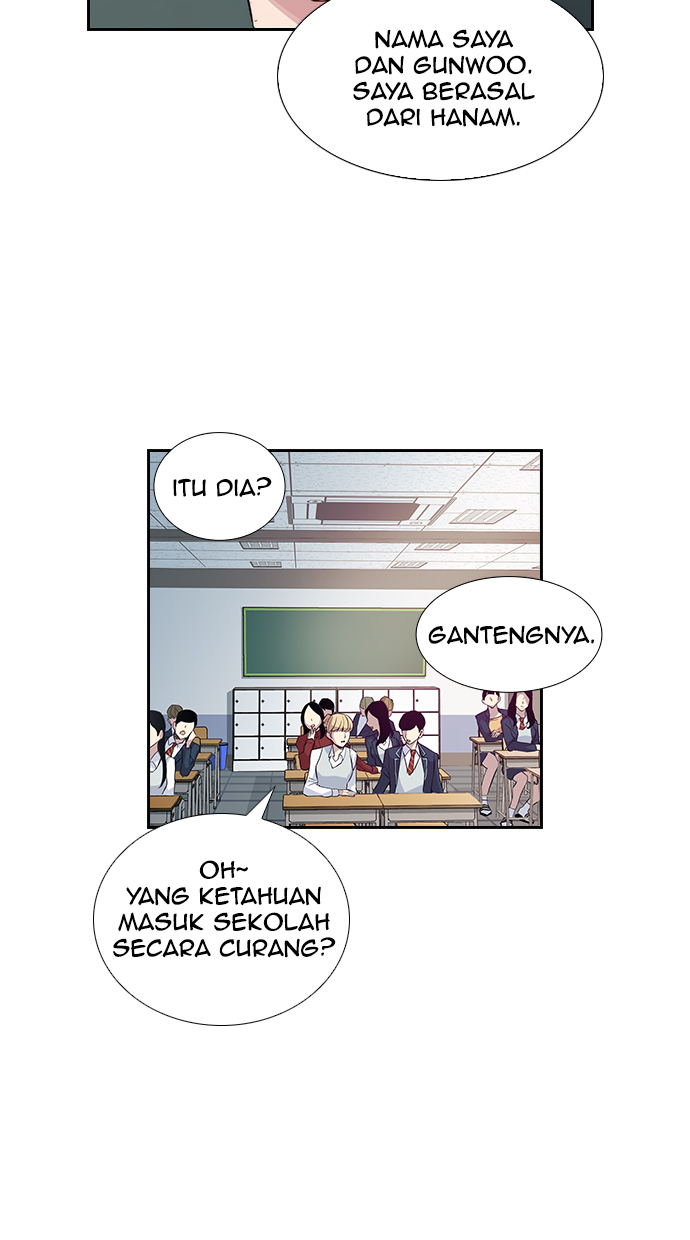 NAMA SAYA
DAN GUNWOO.
SAYA BERASAL
DARI HANAM.
ITU DIA?
GANTENGNYA.
OH~
YANG KETAHUAN
MASUK SEKOLAH
SECARA CURANG?